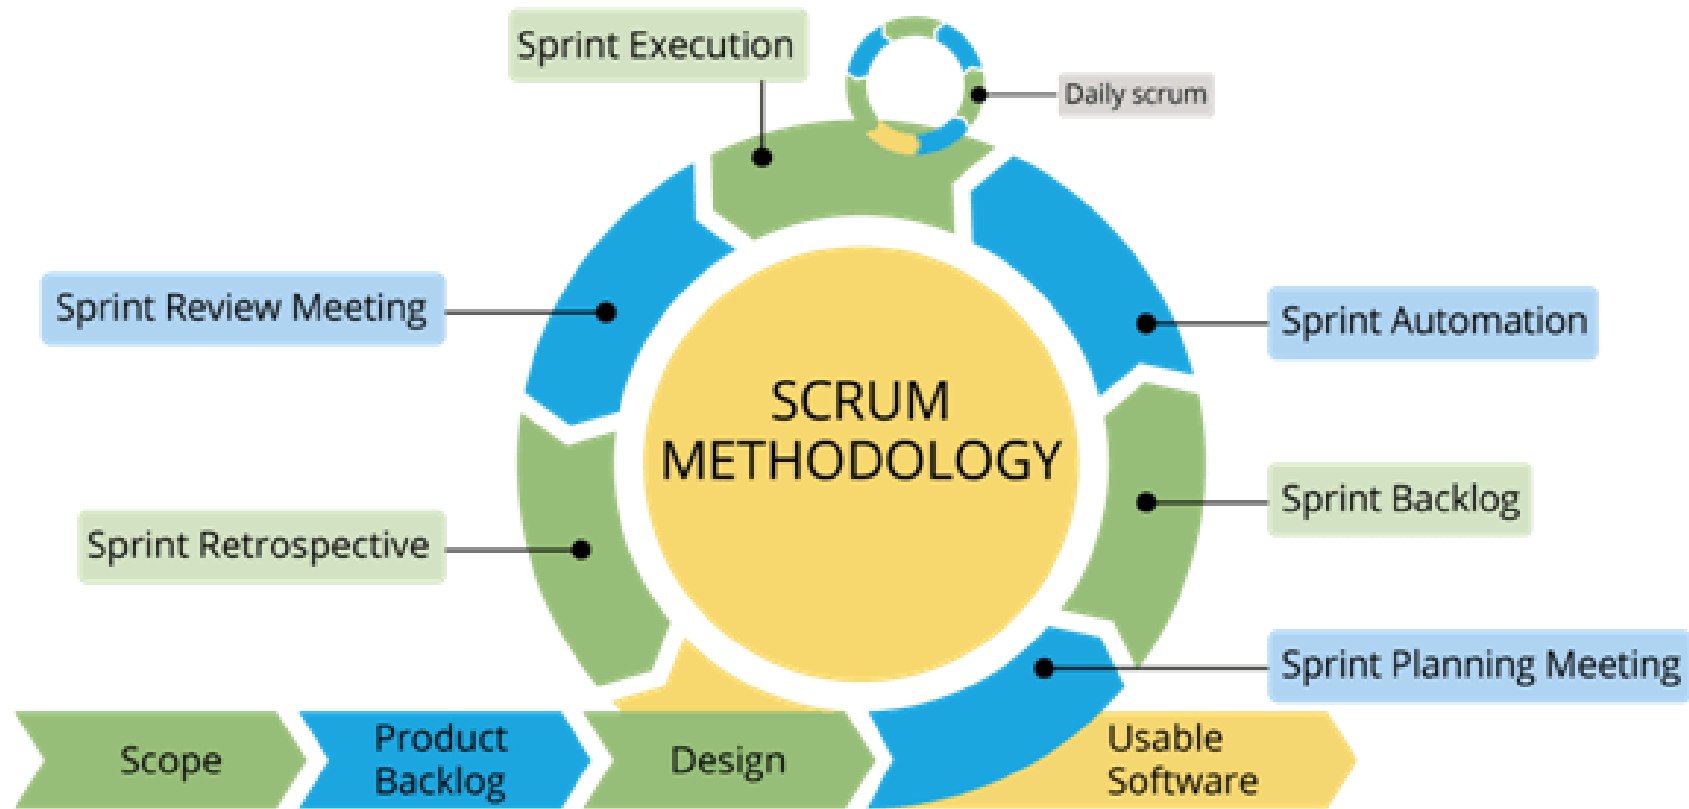 Sprint Execution
Daily scrum
Sprint Review Meeting
Sprint Automation
SCRUM
METHODOLOGY
Sprint Backlog
Sprint Retrospective
Sprint Planning Meeting
Scope
Product
Backlog
Design
Usable
Software